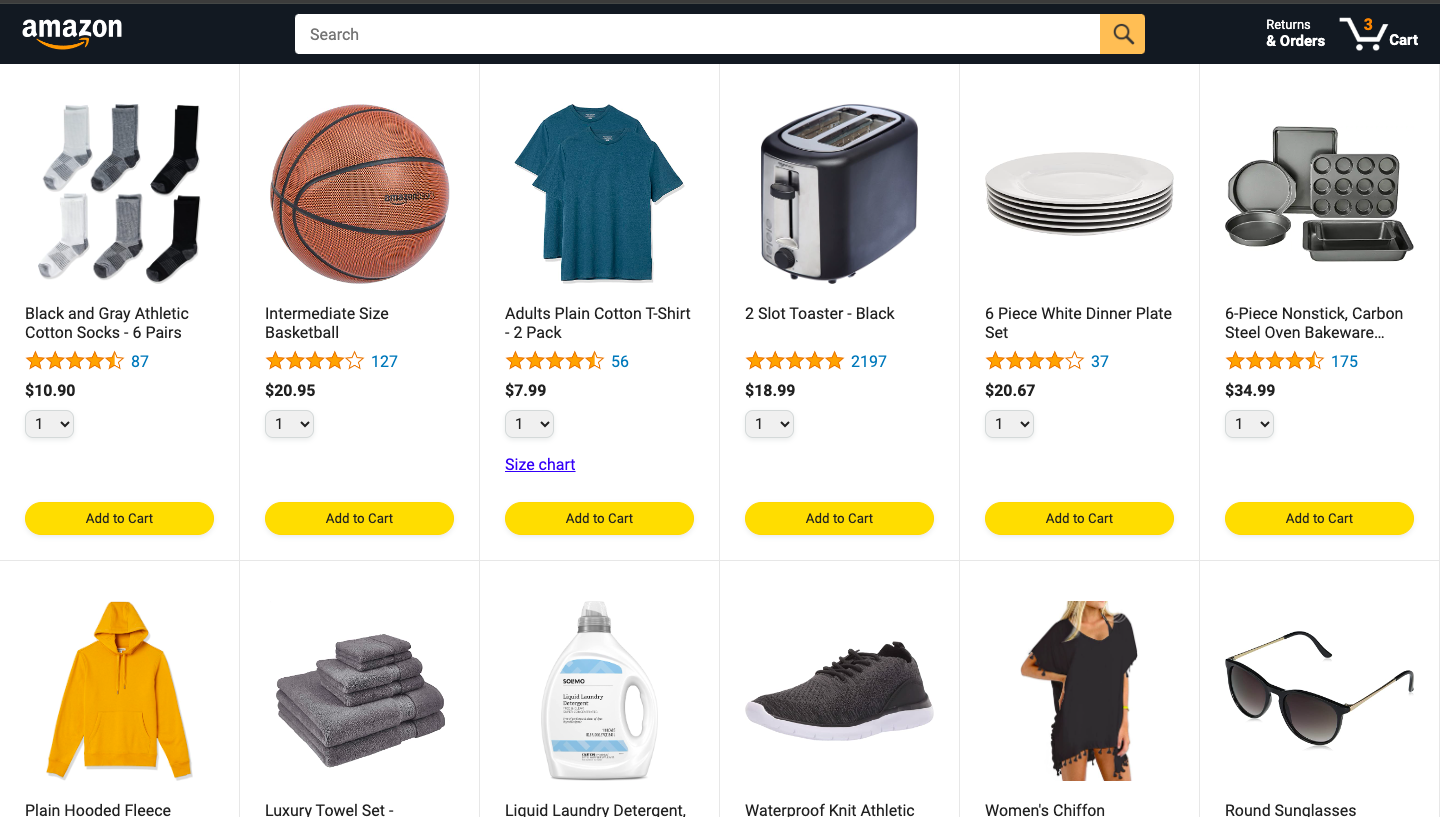 amazon
Search
Returns
& Orders
3
Cart
Black and Gray Athletic
Cotton Socks - 6 Pairs
87
$10.90
1
Add to Cart
Intermediate Size
Basketball
127
$20.95
1
Add to Cart
Adults Plain Cotton T-Shirt
- 2 Pack
56
$7.99
1
Size chart
Add to Cart
2 Slot Toaster - Black
2197
$18.99
1
Add to Cart
6 Piece White Dinner Plate
Set
37
$20.67
1
Add to Cart
6-Piece Nonstick, Carbon
Steel Oven Bakeware...
175
$34.99
1
Add to Cart
Plain Hooded Fleece
Luxury Towel Set -
SOLIMO
Liquid Laundry
Detergent
Liquid Laundry Detergent,
Waterproof Knit Athletic
Women's Chiffon
Round Sunglasses